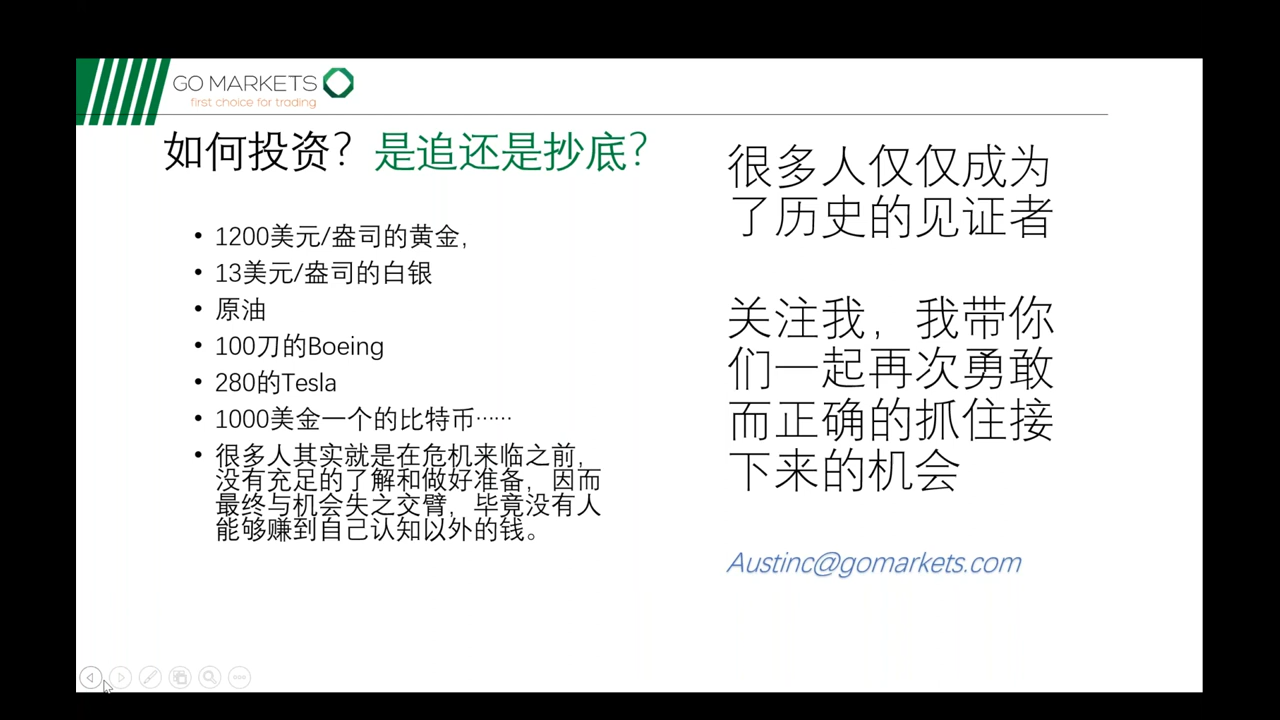 GO MARKETS
first choice for trading
如何投资？是追还是抄底？
• 1200美元/盎司的黄金，
• 13美元/盎司的白银
• 原油
• 100刀的Boeing
• 280的Tesla
• 1000美金一个的比特币……
• 很多人其实就是在危机来临之前，
没有充足的了解和做好准备，因而
最终与机会失之交臂，毕竟没有人
能够赚到自己认知以外的钱。
很多人仅仅成为
了历史的见证者
关注我，我带你
们一起再次勇敢
而正确的抓住接
下来的机会
Austinc@gomarkets.com